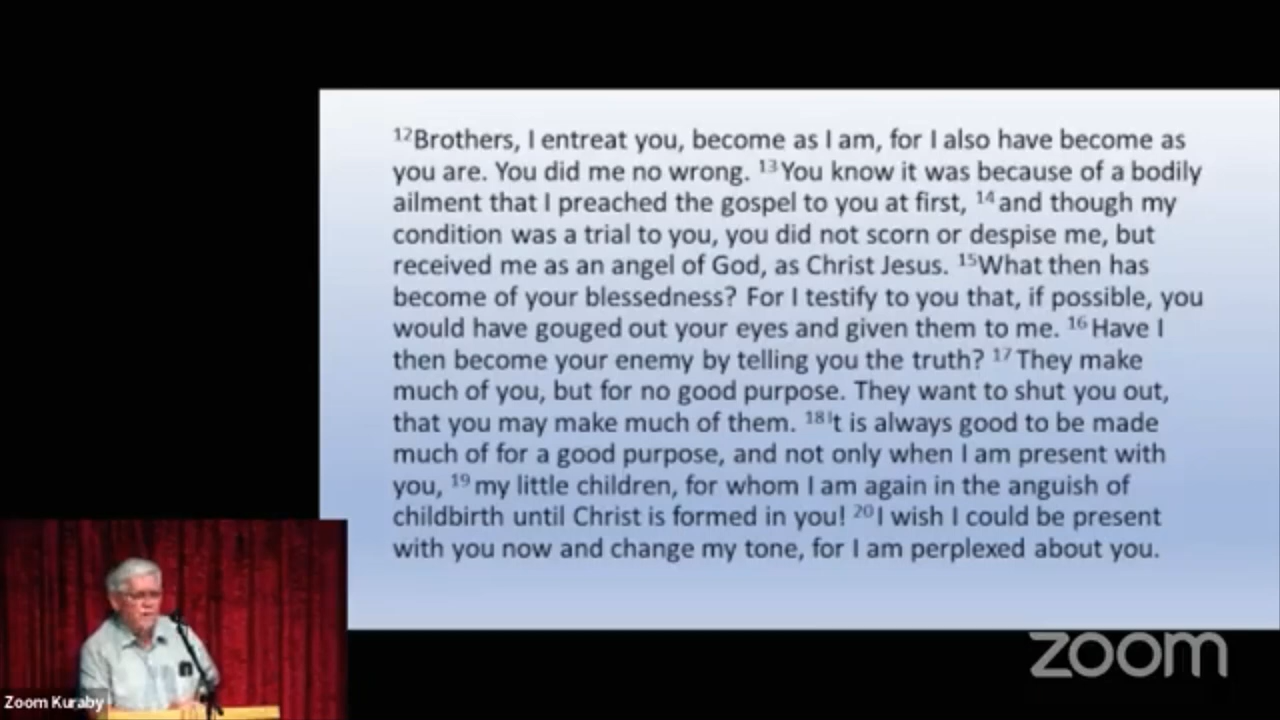 ¹²Brothers, I entreat you, become as I am, for I also have become as
you are. You did me no wrong. ¹³You know it was because of a bodily
ailment that I preached the gospel to you at first, ¹⁴and though my
condition was a trial to you, you did not scorn or despise me, but
received me as an angel of God, as Christ Jesus. ¹⁵What then has
become of your blessedness? For I testify to you that, if possible, you
would have gouged out your eyes and given them to me. ¹⁶Have I
then become your enemy by telling you the truth? ¹⁷They make
much of you, but for no good purpose. They want to shut you out,
that you may make much of them. ¹⁸ᴵt is always good to be made
much of for a good purpose, and not only when I am present with
you, ¹⁹my little children, for whom I am again in the anguish of
childbirth until Christ is formed in you! ²⁰I wish I could be present
with you now and change my tone, for I am perplexed about you.
zoom
Zoom Kuraby